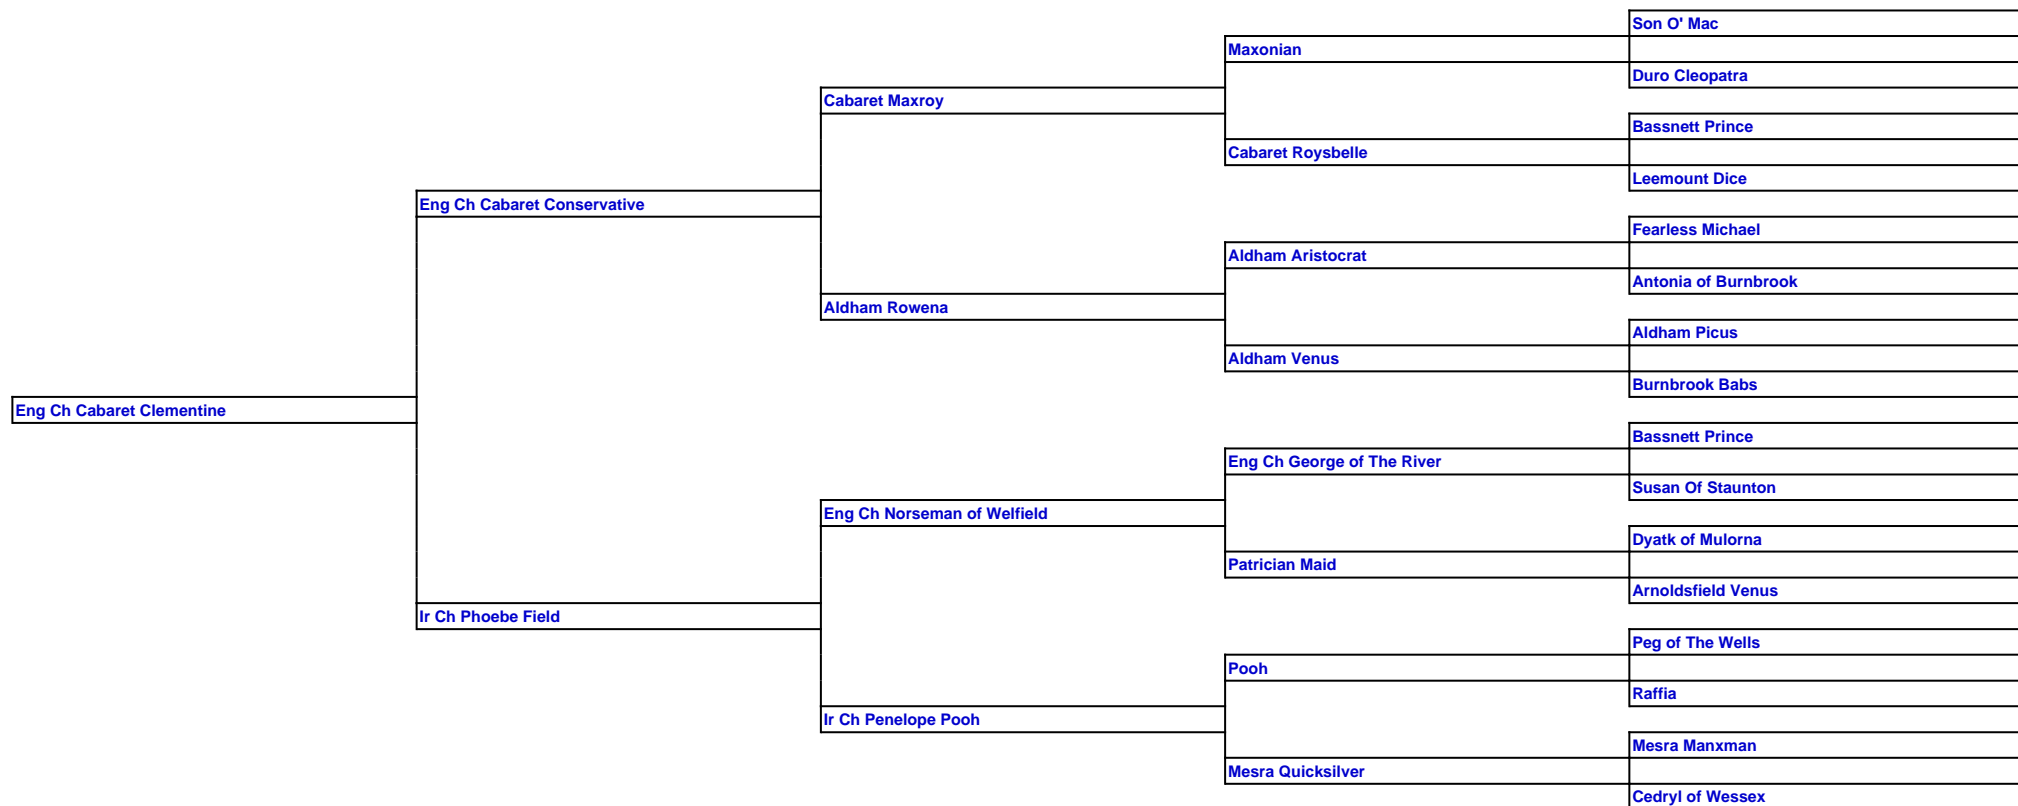 Son O' Mac
Maxonian
Duro Cleopatra
Cabaret Maxroy
Bassnett Prince
Cabaret Roysbelle
Leemount Dice
Eng Ch Cabaret Conservative
Fearless Michael
Aldham Aristocrat
Antonia of Burnbrook
Aldham Rowena
Aldham Picus
Aldham Venus
Burnbrook Babs
Eng Ch Cabaret Clementine
Bassnett Prince
Eng Ch George of The River
Susan Of Staunton
Eng Ch Norseman of Welfield
Dyatk of Mulorna
Patrician Maid
Arnoldsfield Venus
Ir Ch Phoebe Field
Peg of The Wells
Pooh
Raffia
Ir Ch Penelope Pooh
Mesra Manxman
Mesra Quicksilver
Cedryl of Wessex